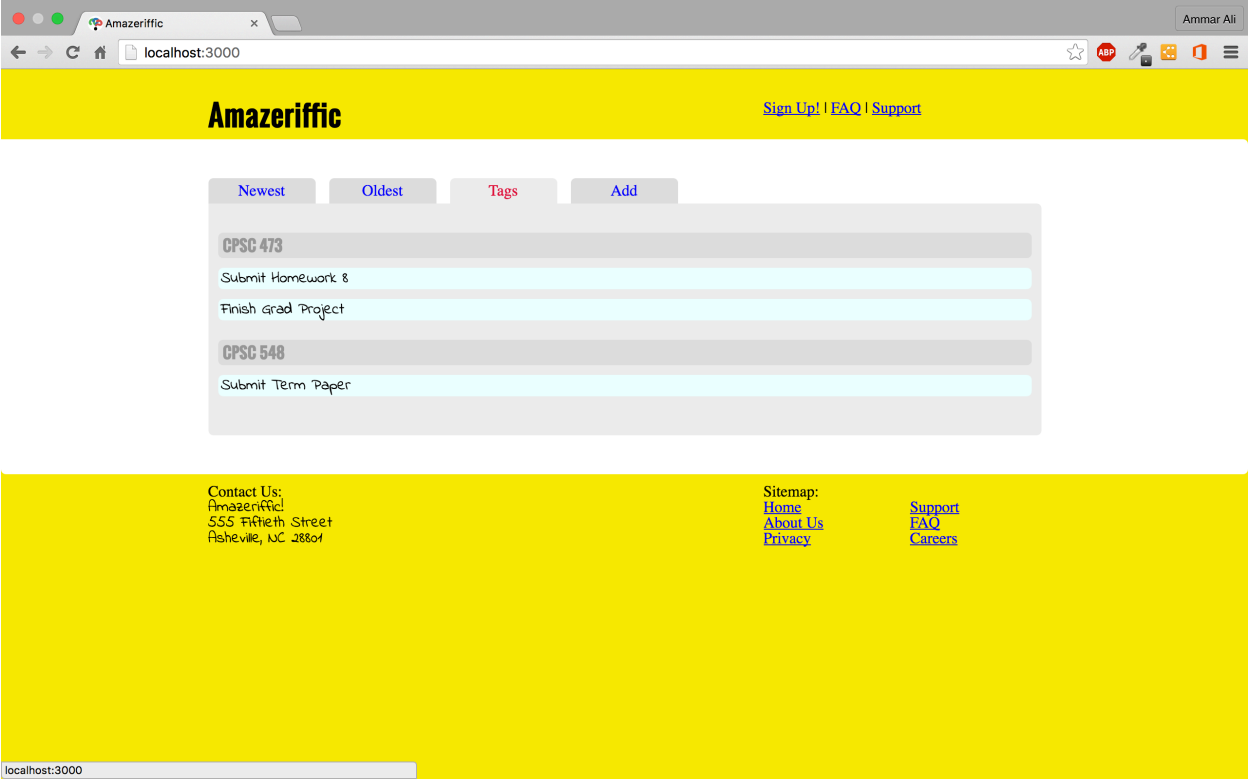 Amazeriffic
Ammar Ali
localhost:3000
ABP
Amazeriffic
Sign Up! | FAQ | Support
Newest Oldest Tags Add
CPSC 473
Submit Homework 8
Finish Grad Project
CPSC 548
Submit Term Paper
Contact Us:
Amazeriffic!
555 Fiftieth Street
Asheville, NC 28801
Sitemap:
Home Support
About Us FAQ
Privacy Careers
localhost:3000